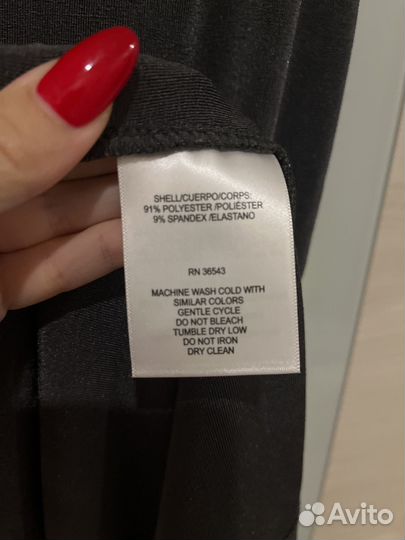 SHELL/CUERPO/CORPS:
91% POLYESTER /POLIÉSTER
9% SPANDEX /ELASTANO
RN 36543
MACHINE WASH COLD WITH
SIMILAR COLORS
GENTLE CYCLE
DO NOT BLEACH
TUMBLE DRY LOW
DO NOT IRON
DRY CLEAN
Avito